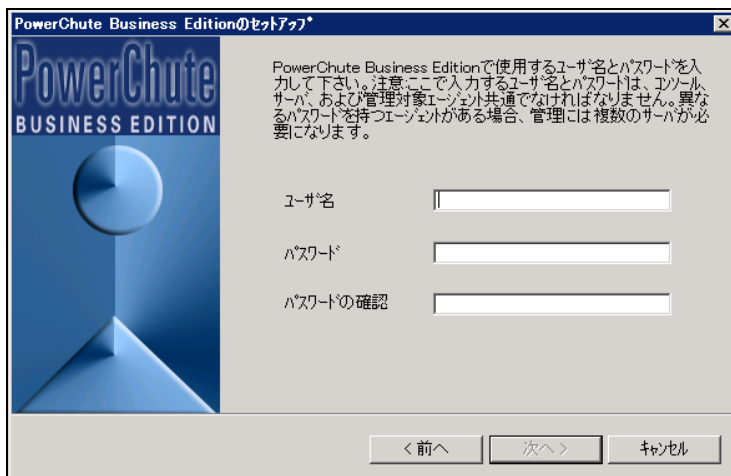 PowerChute Business Editionのｾｯﾄｱｯﾌﾟ
PowerChute
BUSINESS EDITION
PowerChute Business Editionで使用するﾕｰｻﾞ名とﾊﾟｽﾜｰﾄﾞを入
力して下さい。注意:ここで入力するﾕｰｻﾞ名とﾊﾟｽﾜｰﾄﾞは、ｺﾝｿｰﾙ、
ｻｰﾊﾞ、および管理対象ｴｰｼﾞｪﾝﾄ共通でなければなりません。異な
るﾊﾟｽﾜｰﾄﾞを持つｴｰｼﾞｪﾝﾄがある場合、管理には複数のｻｰﾊﾞが必
要になります。
ﾕｰｻﾞ名
ﾊﾟｽﾜｰﾄﾞ
ﾊﾟｽﾜｰﾄﾞの確認
< 前へ
次へ >
ｷｬﾝｾﾙ